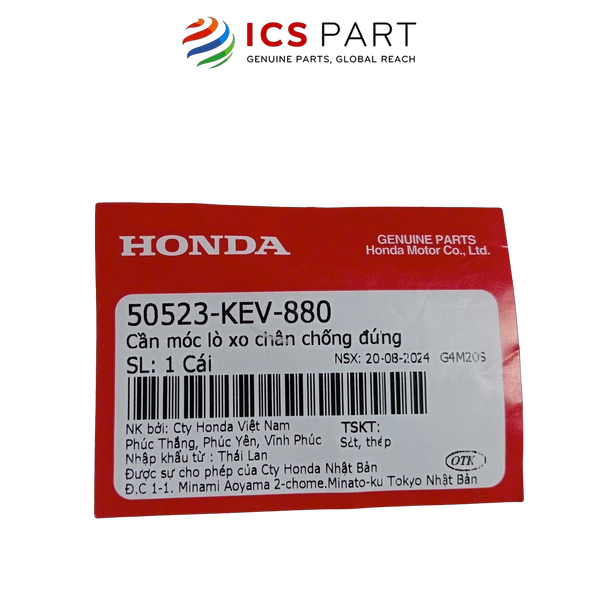 ICS PART
GENUINE PARTS, GLOBAL REACH
HONDA
GENUINE PARTS
Honda Motor Co., Ltd.
50523-KEV-880
Cần móc lò xo chân chống đứng
SL: 1 Cái
NSX: 20-08-2024 G4M20S
NK bởi: Cty Honda Việt Nam
TSKT:
Phúc Thắng, Phúc Yên, Vĩnh Phúc
Sắt, thép
Nhập khẩu từ : Thái Lan
Được sự cho phép của Cty Honda Nhật Bản
OTK
Đ.C 1-1. Minami Aoyama 2-chome.Minato-ku Tokyo Nhật Bản